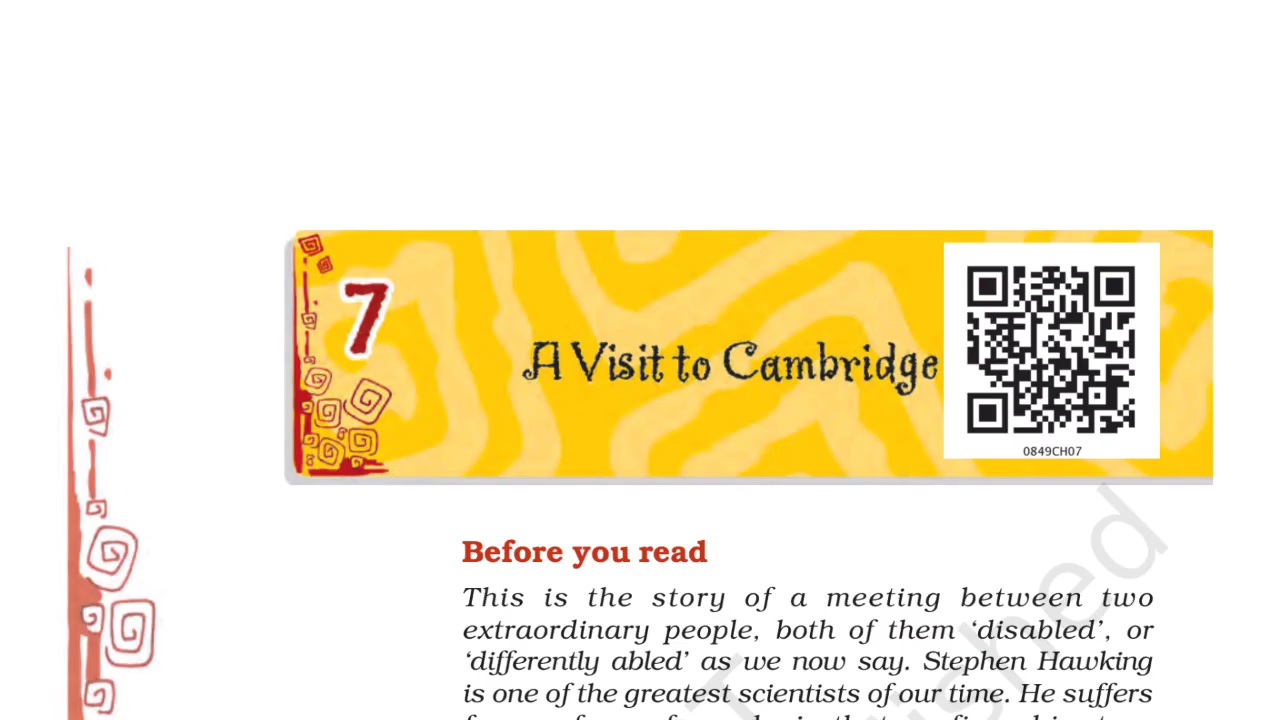 7
A Visit to Cambridge
0849CH07
Before you read
This is the story of a meeting between two
extraordinary people, both of them ‘disabled’, or
‘differently abled’ as we now say. Stephen Hawking
is one of the greatest scientists of our time. He suffers